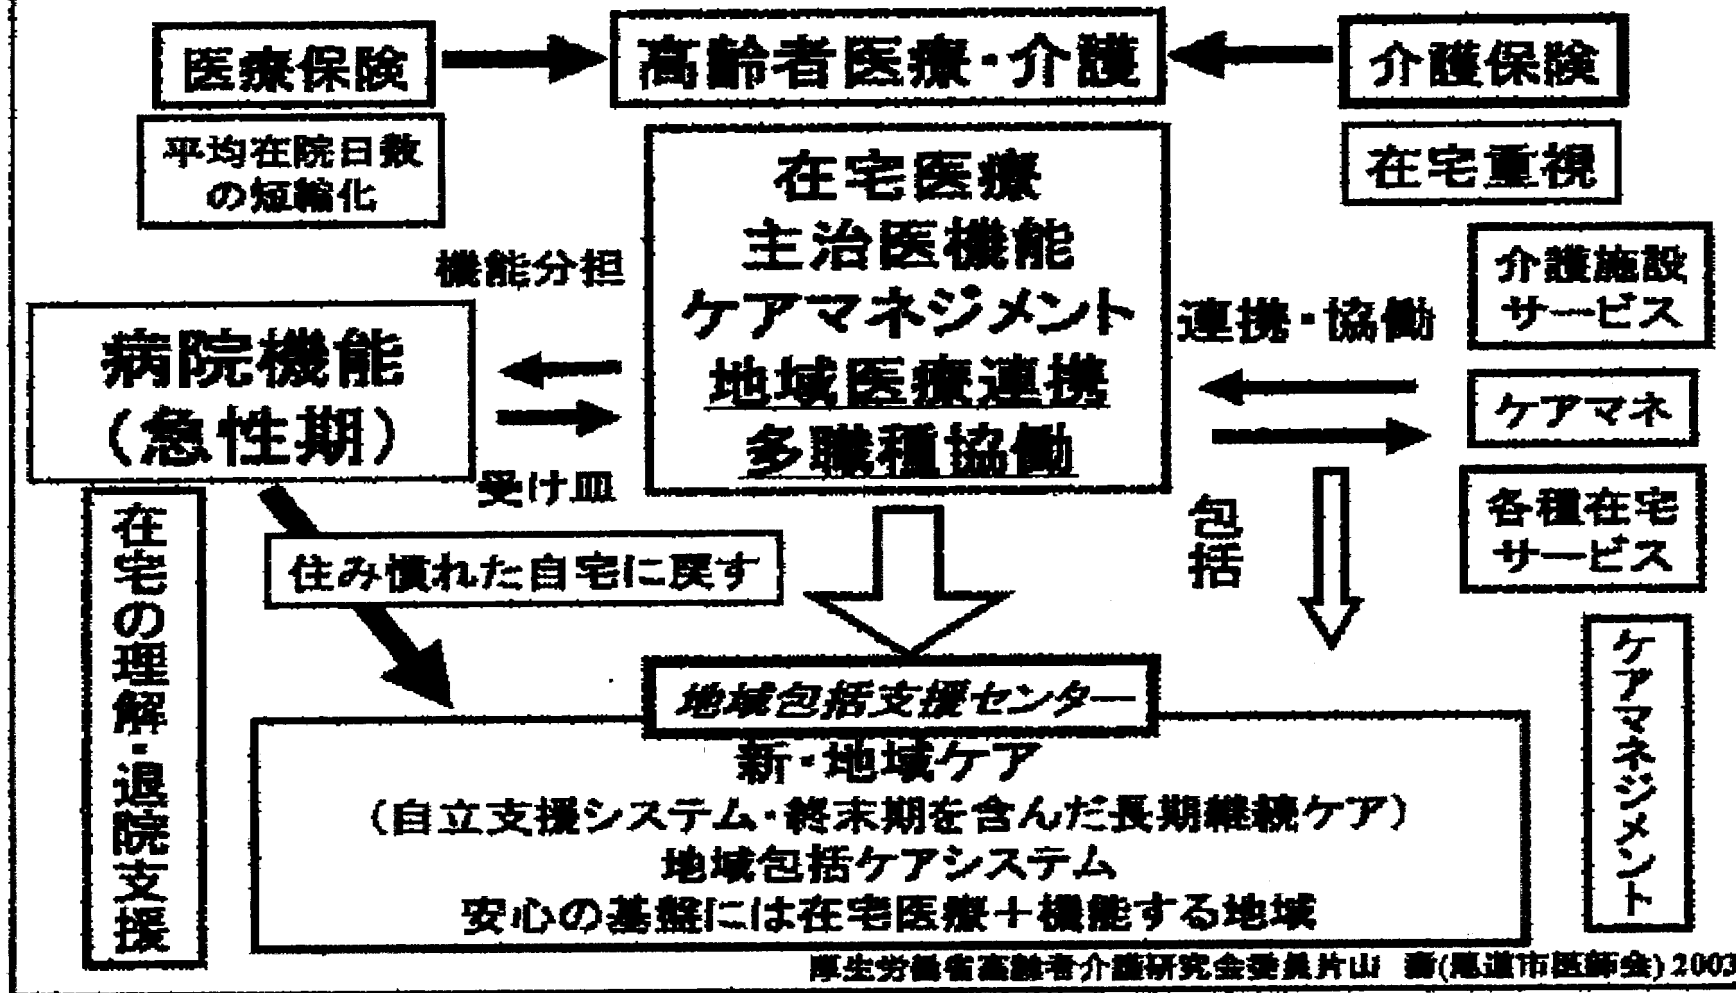 医療保険
高齢者医療・介護
介護保険
平均在院日数
の短縮化
在宅重視
在宅医療
主治医機能
ケアマネジメント
地域医療連携
多職種協働
機能分担
病院機能
(急性期)
受け皿
連携・協働
介護施設
サービス
ケアマネ
各種在宅
サービス
包括
住み慣れた自宅に戻す
在宅の理解・退院支援
ケアマネジメント
地域包括支援センター
新・地域ケア
(自立支援システム・終末期を含んだ長期継続ケア)
地域包括ケアシステム
安心の基盤には在宅医療+機能する地域
厚生労働省高齢者介護研究会委員片山 (尾道市医師会) 2003